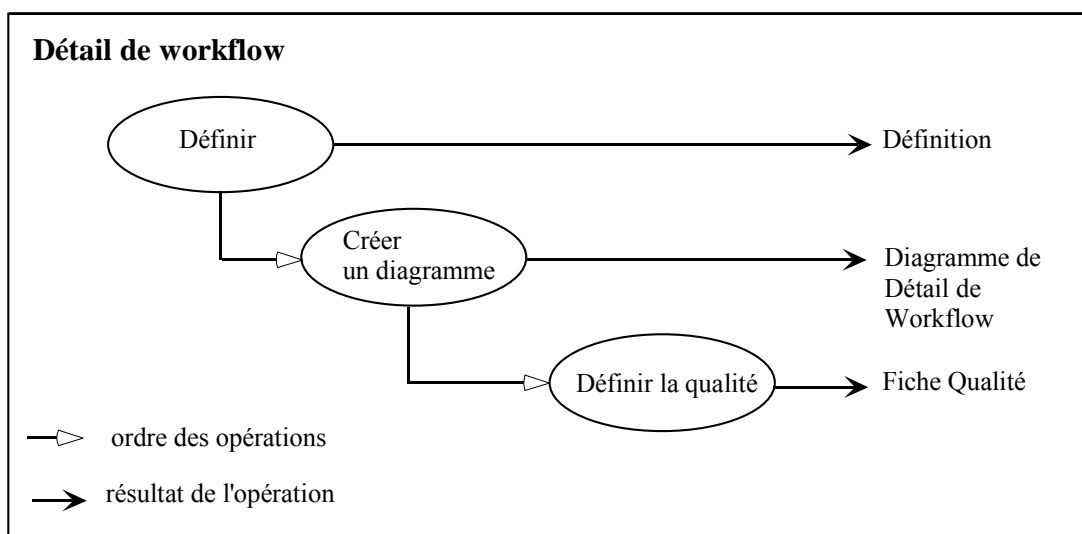 Détail de workflow
Définir
Définition
Créer
un diagramme
Diagramme de
Détail de
Workflow
Définir la qualité
Fiche Qualité
ordre des opérations
résultat de l'opération